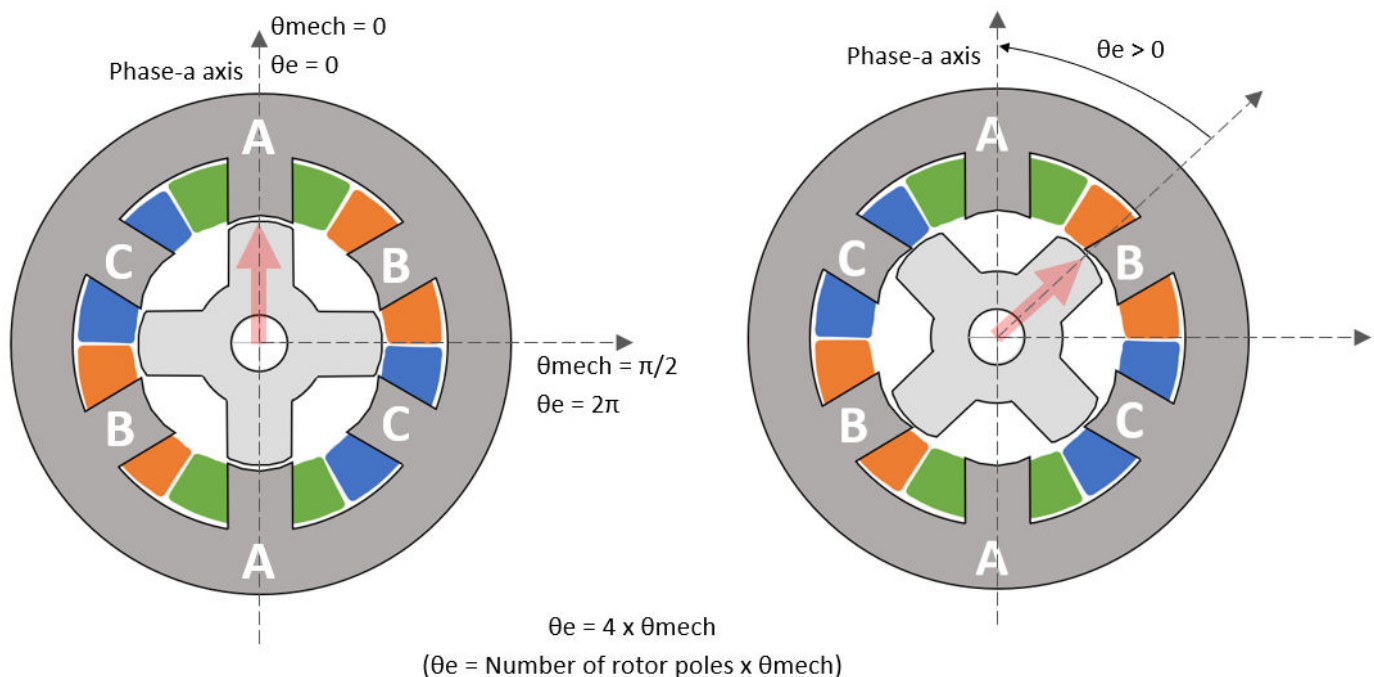 θmech = 0
θe = 0
Phase-a axis
A
C
B
θmech = π/2
θe = 2π
B
C
A
Phase-a axis
θe > 0
A
C
B
B
C
A
θe = 4 x θmech
(θe = Number of rotor poles x θmech)